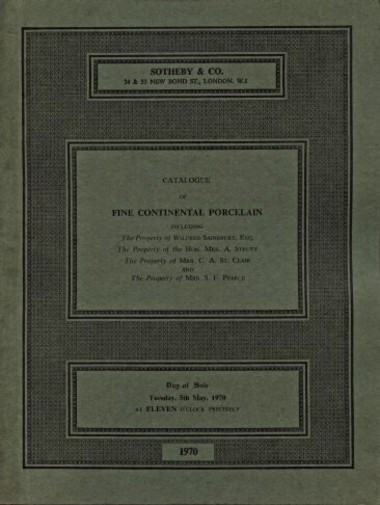 SOTHEBY & CO.
34 & 35 NEW BOND ST., LONDON. W.1
CATALOGUE
OF
FINE CONTINENTAL PORCELAIN
INCLUDING
The Property of WILFRED SAINSBURY, ESQ.
The Property of the HON. MRS. A. STRUTT
The Property of MRS. C. A. ST. CLAIR
AND
The Property of MRS. S. F. PEARCE
Day of Sale
Tuesday, 5th May, 1970
AT ELEVEN O'CLOCK PRECISELY
1970